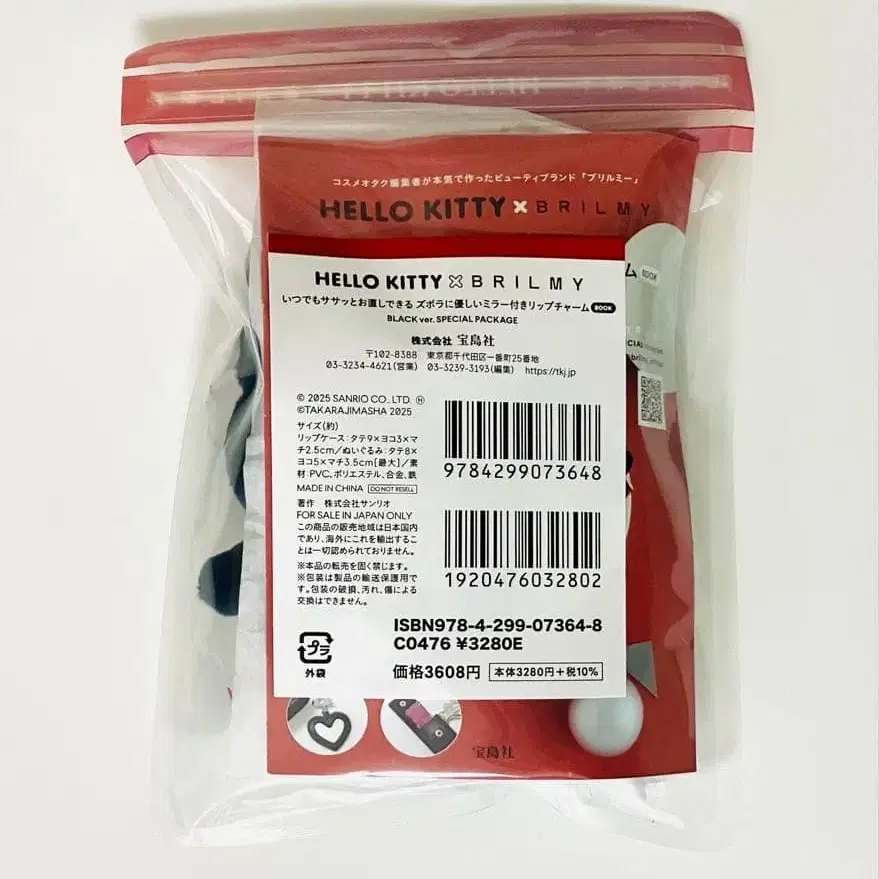 HELLO KITTY
コスメオタク編集者が本気で作ったビューティブランド「ブリルミー」
HELLO KITTY × BRILMY
ム BOOK
HELLO KITTY × BRILMY
いつでもササッとお直しできる ズボラに優しいミラー付きリップチャーム BOOK
BLACK ver. SPECIAL PACKAGE
株式会社 宝島社
〒102-8388 東京都千代田区一番町25番地
03-3234-4621(営業) 03-3239-3193(編集) https://tkj.jp
© 2025 SANRIO CO., LTD. Ⓗ
©TAKARAJIMASHA 2025
サイズ(約)
リップケース:タテ9×ヨコ3×マ
チ2.5cm/ぬいぐるみ:タテ8×
ヨコ5×マチ3.5cm[最大]/素
材 PVC、ポリエステル、合金、鉄
MADE IN CHINA DO NOT RESELL
著作 株式会社サンリオ
FOR SALE IN JAPAN ONLY
この商品の販売地域は日本国内
であり、海外にこれを輸出するこ
とは一切認められておりません。
※本品の転売を固く禁じます。
※包装は製品の輸送保護用で
す。包装の破損、汚れ、傷による
交換はできません。
9784299073648
1920476032802
プラ
外袋
ISBN978-4-299-07364-8
C0476 ¥3280E
価格3608円 本体3280円+税10%
宝島社